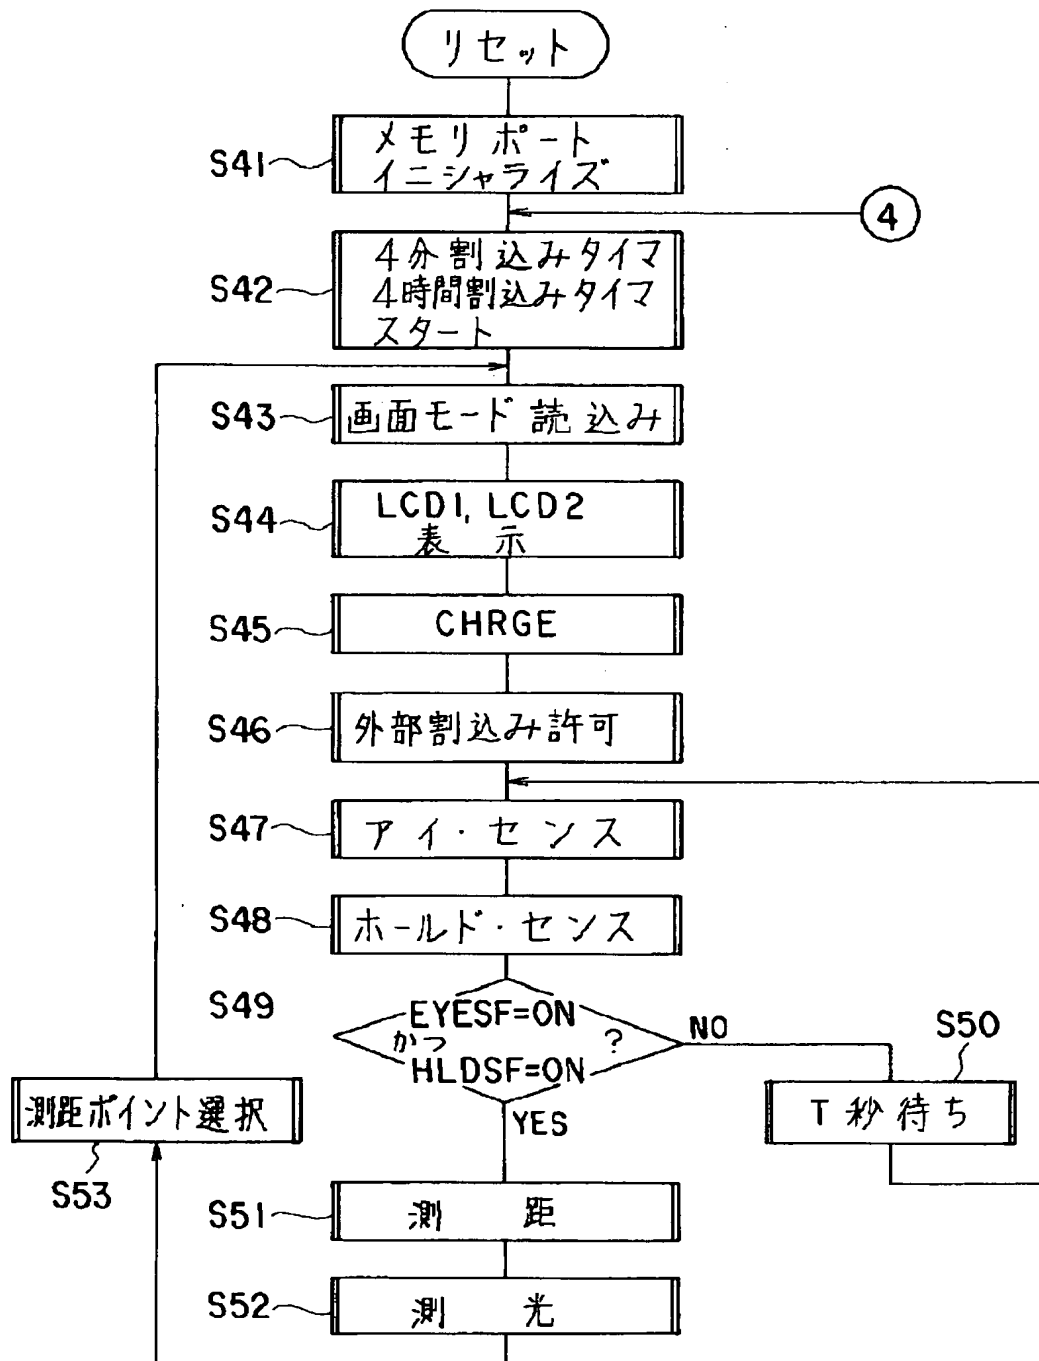 リセット
S41
メモリポート
イニシャライズ
4
S42
4分割込みタイマ
4時間割込みタイマ
スタート
S43
画面モード読込み
S44
LCD1, LCD2
表示
S45
CHRGE
S46
外部割込み許可
S47
アイ・センス
S48
ホールド・センス
S49
EYESF=ON
かつ
HLDSF=ON
?
NO
YES
S50
T秒待ち
測距ポイント選択
S53
S51
測距
S52
測光